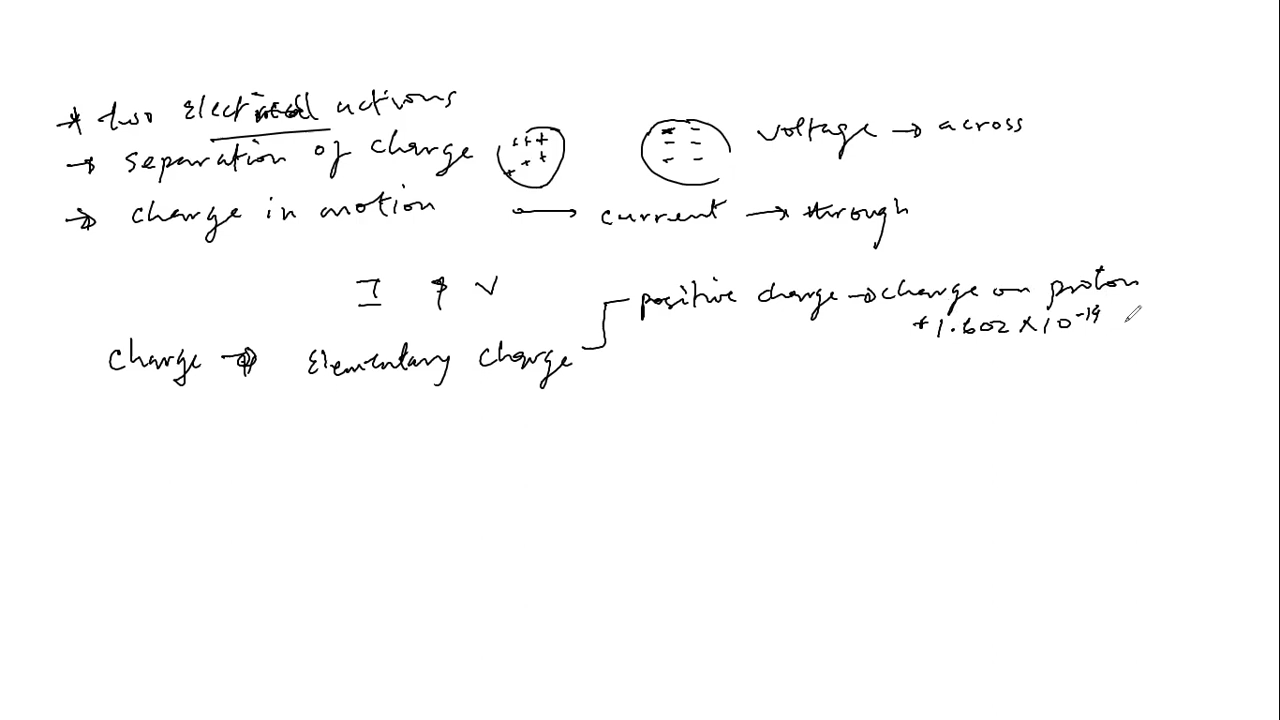 * two Electrical actions
→ separation of charge +++ +++ -- -- -- voltage → across
→ charge in motion → current → through
I & V
positive charge → charge on proton
+1.602 × 10⁻¹⁹
charge → Elementary charge